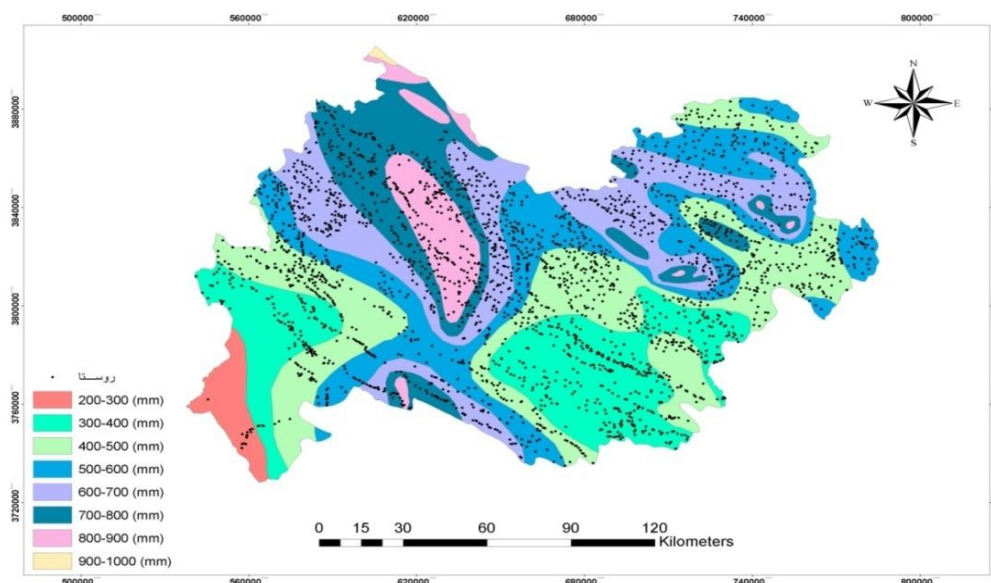 500000 560000 620000 680000 740000 800000
3880000
3840000
3800000
3760000
3720000
N
W E
S
روستا
200-300 (mm)
300-400 (mm)
400-500 (mm)
500-600 (mm)
600-700 (mm)
700-800 (mm)
800-900 (mm)
900-1000 (mm)
0 15 30 60 90 120
Kilometers
500000 560000 620000 680000 740000 800000